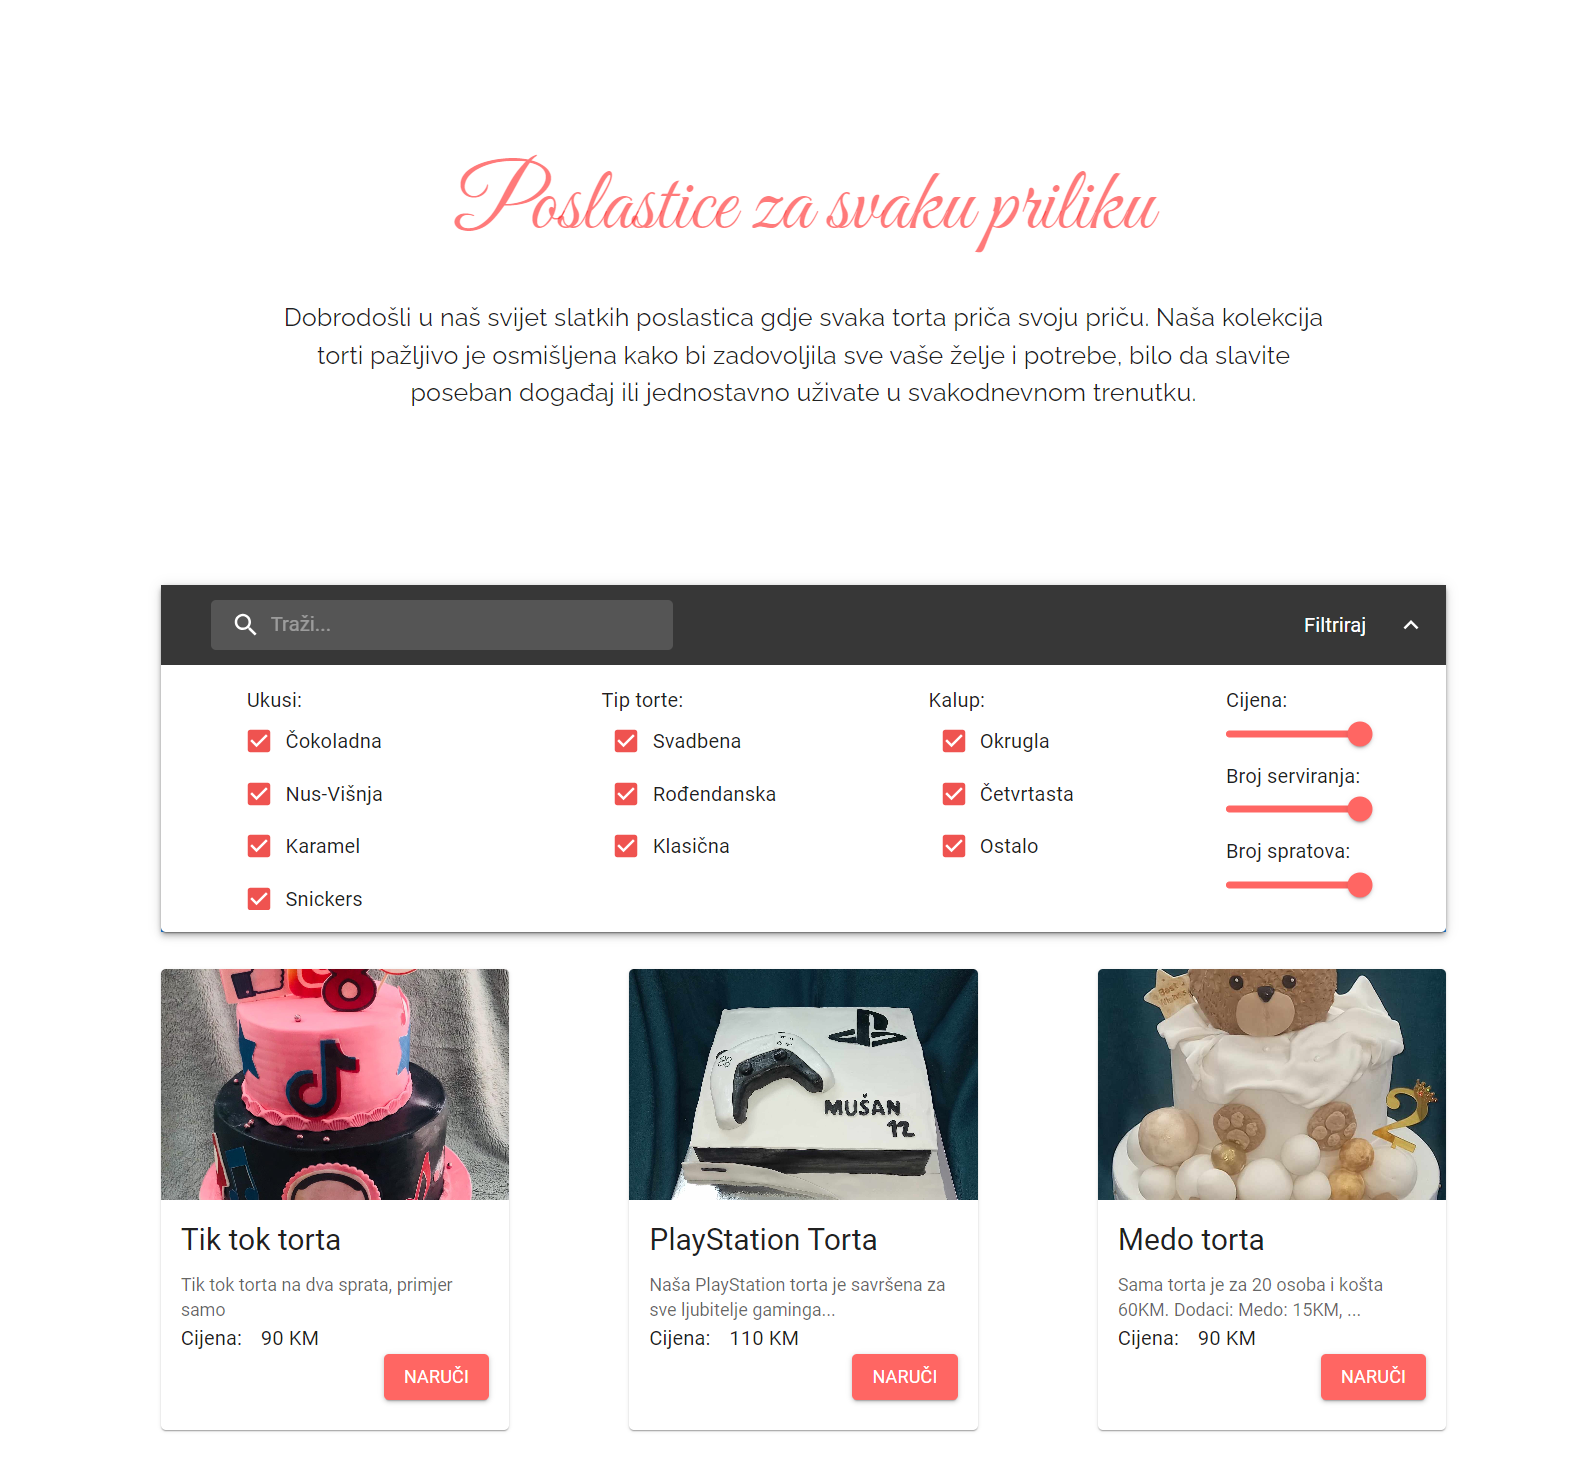 Poslastice za svaku priliku
Dobrodošli u naš svijet slatkih poslastica gdje svaka torta priča svoju priču. Naša kolekcija
torti pažljivo je osmišljena kako bi zadovoljila sve vaše želje i potrebe, bilo da slavite
poseban događaj ili jednostavno uživate u svakodnevnom trenutku.
Traži...
Filtriraj
Ukusi:
Čokoladna
Nus-Višnja
Karamel
Snickers
Tip torte:
Svadbena
Rođendanska
Klasična
Kalup:
Okrugla
Četvrtasta
Ostalo
Cijena:
Broj serviranja:
Broj spratova:
8
Tik tok torta
Tik tok torta na dva sprata, primjer
samo
Cijena: 90 KM
NARUČI
MUŠAN
12
PlayStation Torta
Naša PlayStation torta je savršena za
sve ljubitelje gaminga...
Cijena: 110 KM
NARUČI
2
Medo torta
Sama torta je za 20 osoba i košta
60KM. Dodaci: Medo: 15KM, ...
Cijena: 90 KM
NARUČI